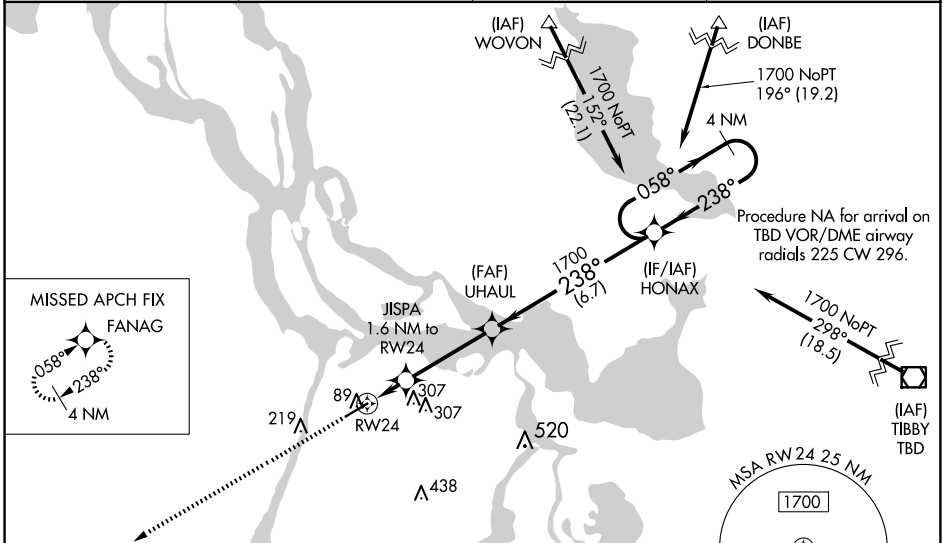 (IAF)
WOVON
(IAF)
DONBE
1700 NoPT
152°
(22.1)
1700 NoPT
196° (19.2)
4 NM
058°
238°
Procedure NA for arrival on
TBD VOR/DME airway
radials 225 CW 296.
(IF/IAF)
HONAX
1700
238°
(6.7)
(FAF)
UHAUL
JISPA
1.6 NM to
RW24
1700 NoPT
298°
(18.5)
(IAF)
TIBBY
TBD
MISSED APCH FIX
FANAG
058°
238°
4 NM
89
307
307
RW24
219
520
438
MSA RW24 25 NM
1700